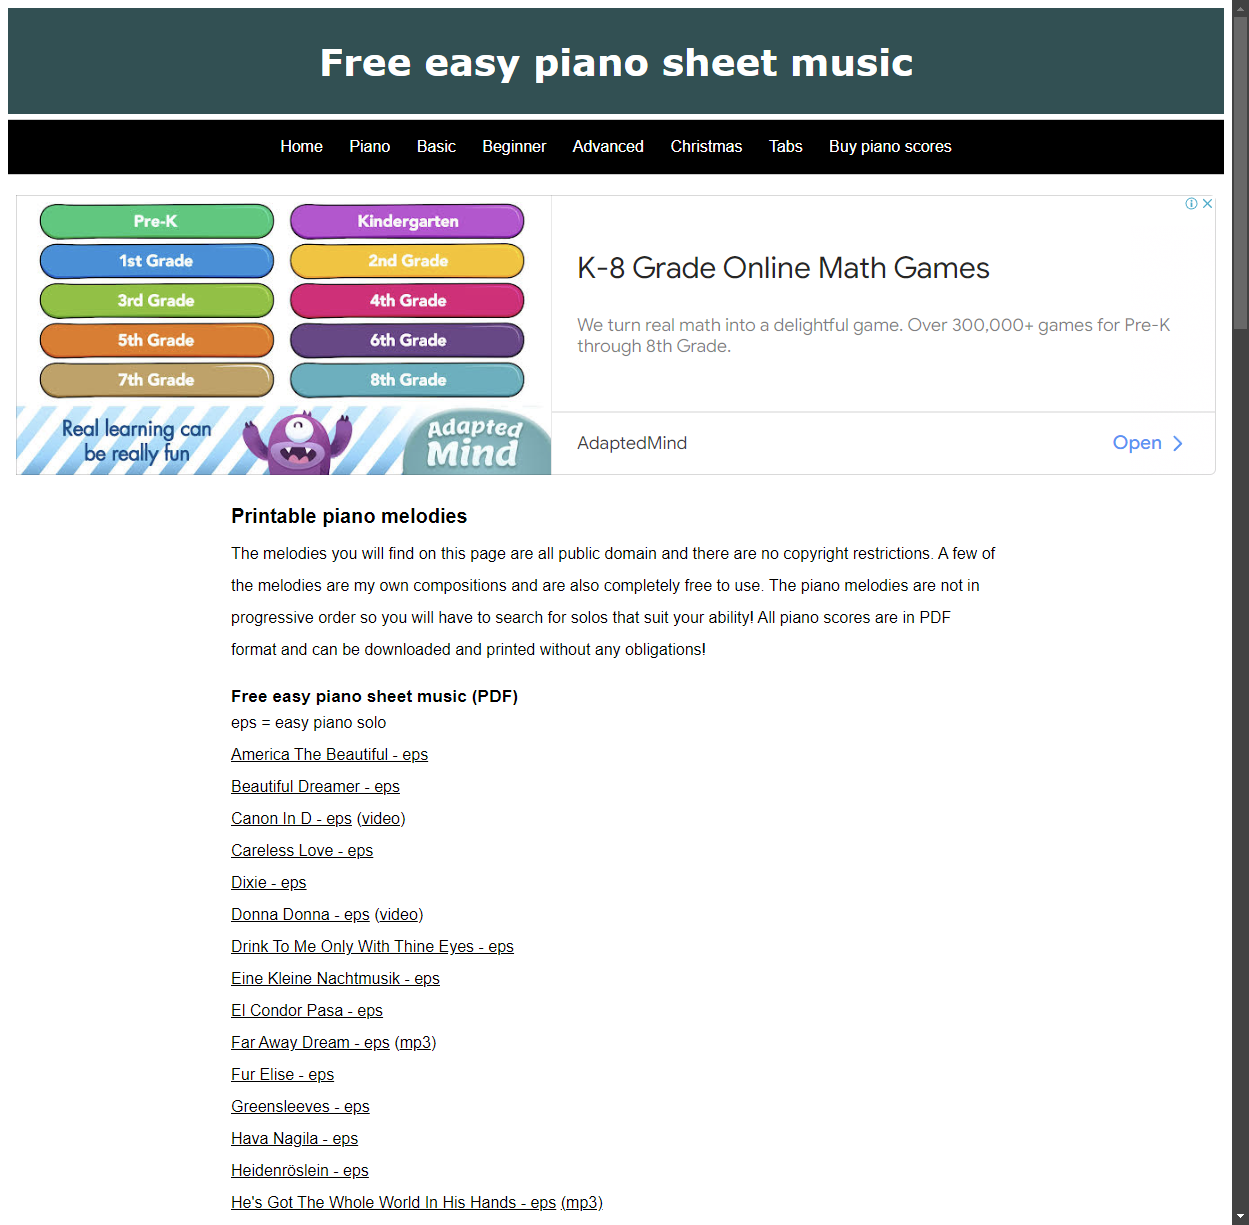 Free easy piano sheet music
Home Piano Basic Beginner Advanced Christmas Tabs Buy piano scores
Pre-K Kindergarten
1st Grade 2nd Grade
3rd Grade 4th Grade
5th Grade 6th Grade
7th Grade 8th Grade
Real learning can
be really fun
Adapted
Mind
K-8 Grade Online Math Games
We turn real math into a delightful game. Over 300,000+ games for Pre-K
through 8th Grade.
AdaptedMind
Open
Printable piano melodies
The melodies you will find on this page are all public domain and there are no copyright restrictions. A few of
the melodies are my own compositions and are also completely free to use. The piano melodies are not in
progressive order so you will have to search for solos that suit your ability! All piano scores are in PDF
format and can be downloaded and printed without any obligations!
Free easy piano sheet music (PDF)
eps = easy piano solo
America The Beautiful - eps
Beautiful Dreamer - eps
Canon In D - eps (video)
Careless Love - eps
Dixie - eps
Donna Donna - eps (video)
Drink To Me Only With Thine Eyes - eps
Eine Kleine Nachtmusik - eps
El Condor Pasa - eps
Far Away Dream - eps (mp3)
Fur Elise - eps
Greensleeves - eps
Hava Nagila - eps
Heidenröslein - eps
He's Got The Whole World In His Hands - eps (mp3)